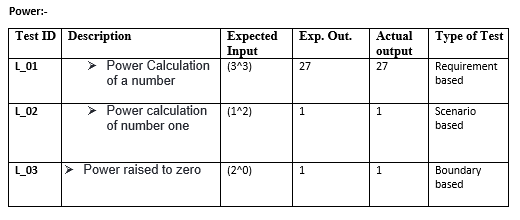 Power:-
Test ID Description Expected Input Exp. Out. Actual output Type of Test
L_01 ➢ Power Calculation of a number (3^3) 27 27 Requirement based
L_02 ➢ Power calculation of number one (1^2) 1 1 Scenario based
L_03 ➢ Power raised to zero (2^0) 1 1 Boundary based